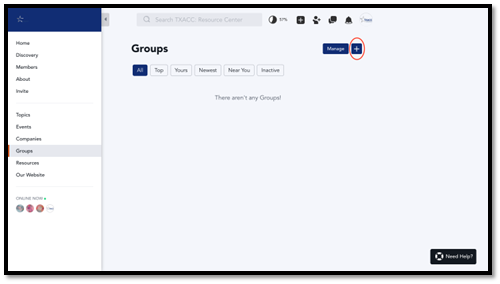 Search TXACC: Resource Center
57%
Home
Discovery
Members
About
Invite
Topics
Events
Companies
Groups
Resources
Our Website
ONLINE NOW
Groups
Manage
All
Top
Yours
Newest
Near You
Inactive
There aren't any Groups!
Need Help?